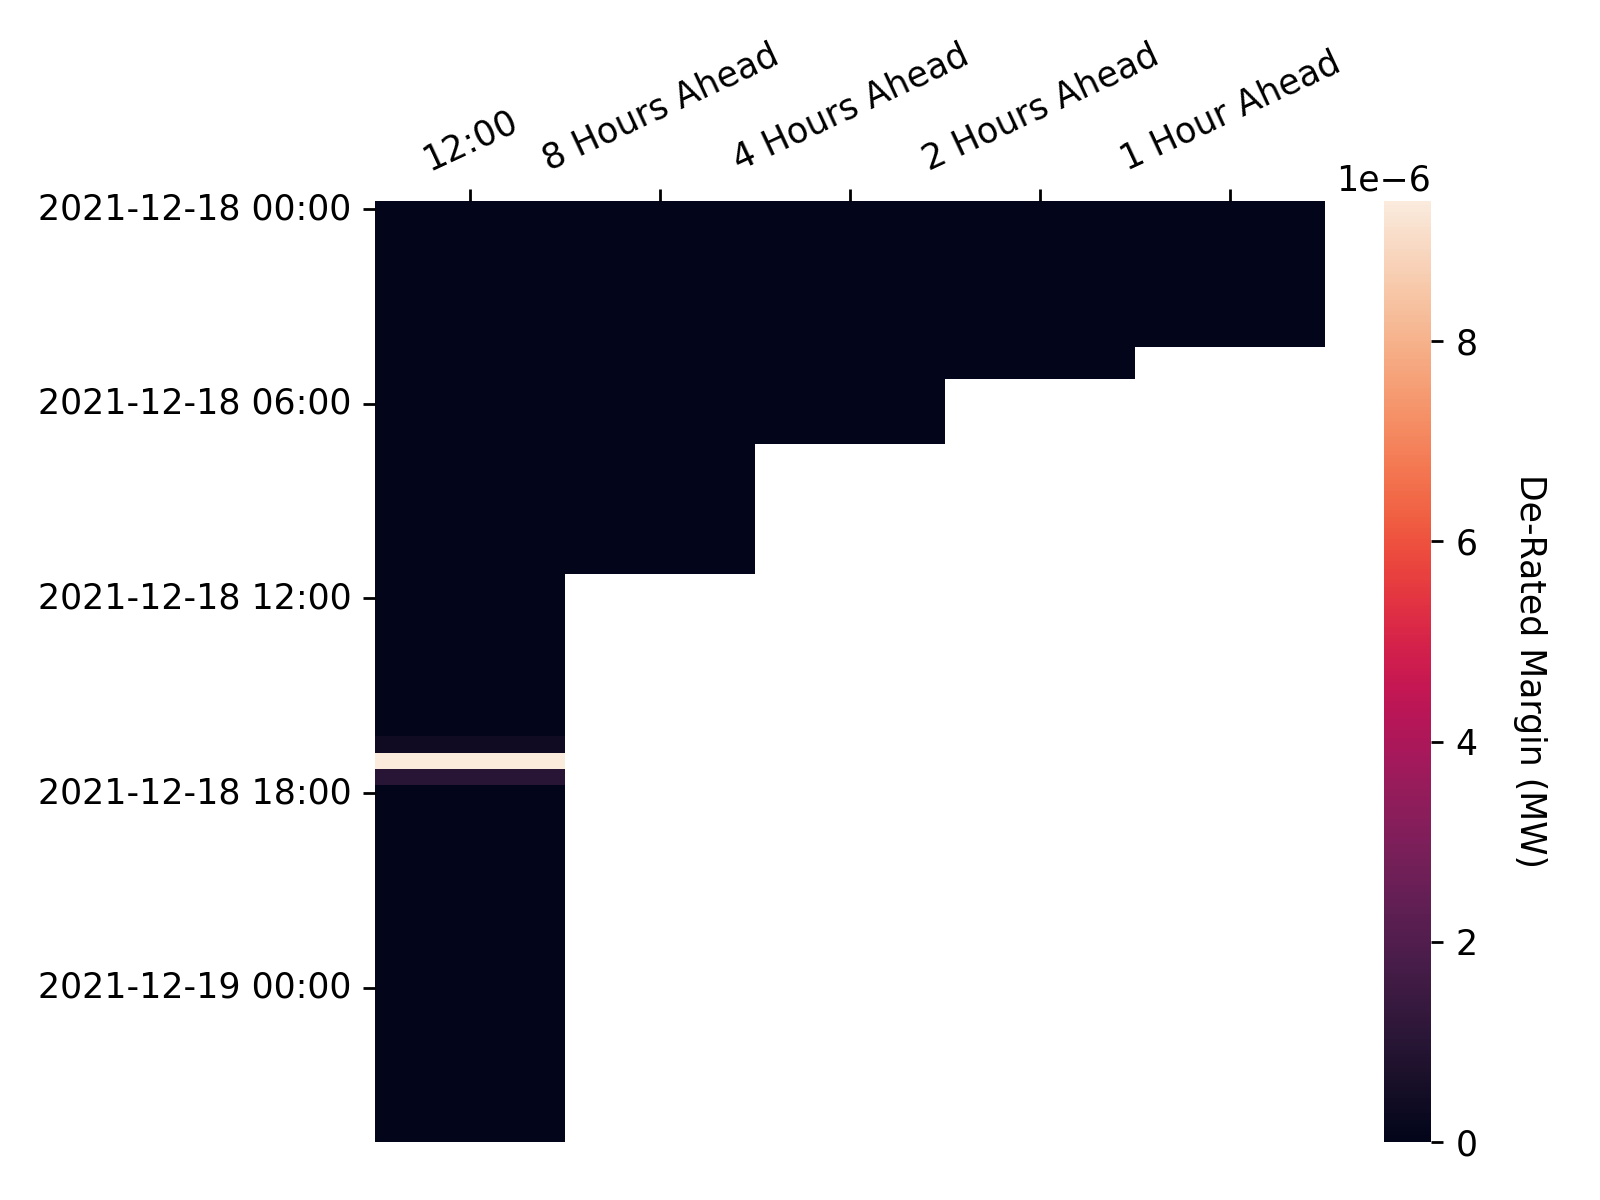 12:00
8 Hours Ahead
4 Hours Ahead
2 Hours Ahead
1 Hour Ahead
1e−6
2021-12-18 00:00
2021-12-18 06:00
2021-12-18 12:00
2021-12-18 18:00
2021-12-19 00:00
8
6
4
2
0
De-Rated Margin (MW)